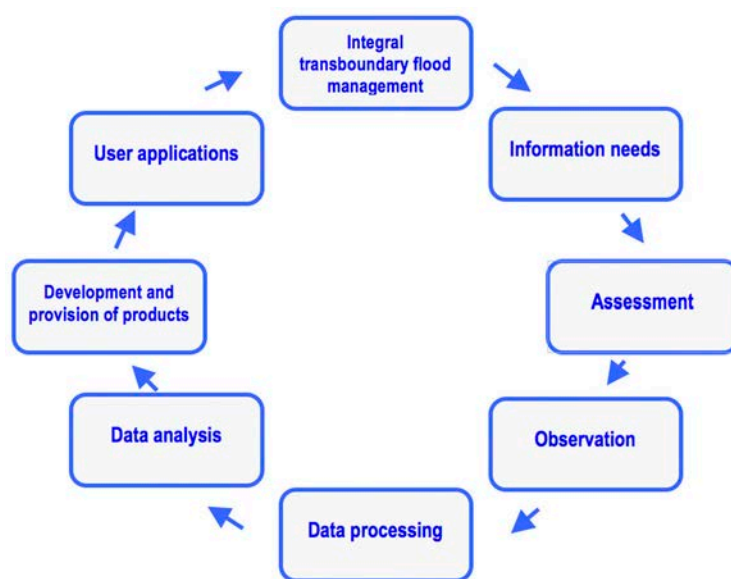 Integral
transboundary flood
management
Information needs
Assessment
Observation
Data processing
Data analysis
Development and
provision of products
User applications